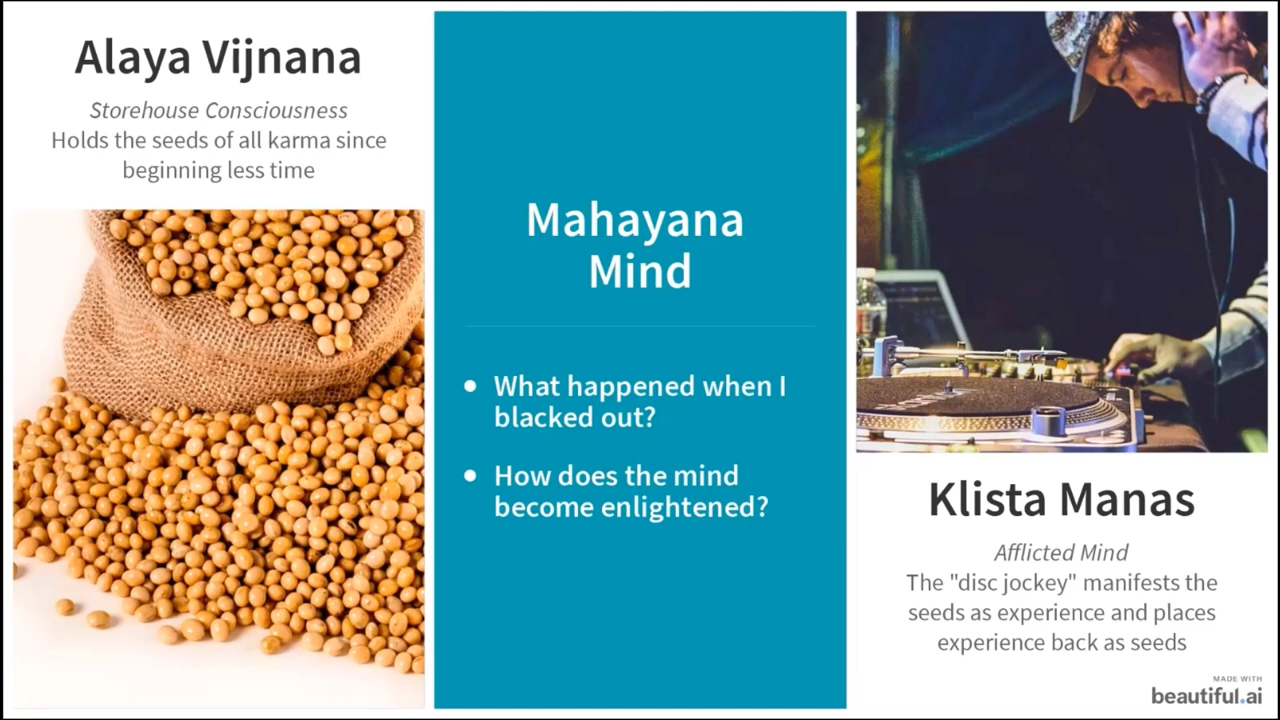 Alaya Vijnana
Storehouse Consciousness
Holds the seeds of all karma since
beginning less time
Mahayana
Mind
• What happened when I
blacked out?
• How does the mind
become enlightened?
Klista Manas
Afflicted Mind
The "disc jockey" manifests the
seeds as experience and places
experience back as seeds
MADE WITH
beautiful.ai